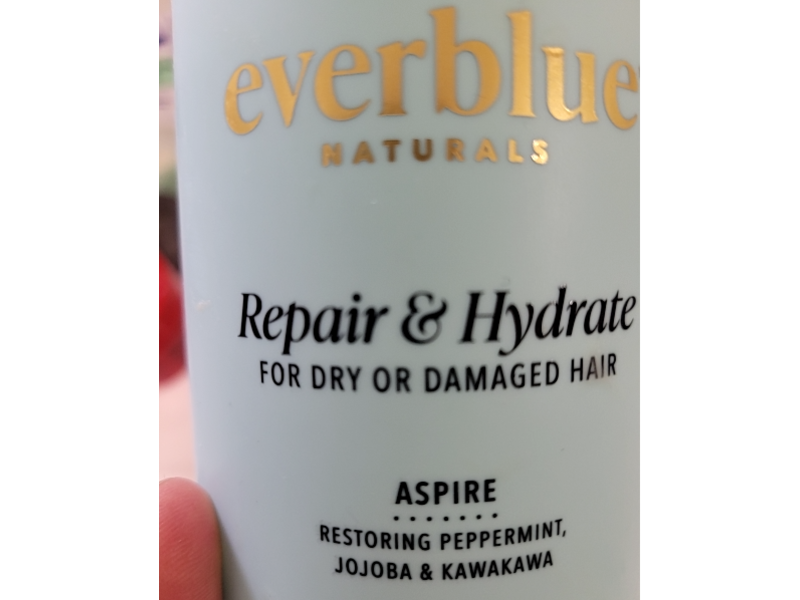 everblue
NATURALS
Repair & Hydrate
FOR DRY OR DAMAGED HAIR
ASPIRE
RESTORING PEPPERMINT,
JOJOBA & KAWAKAWA